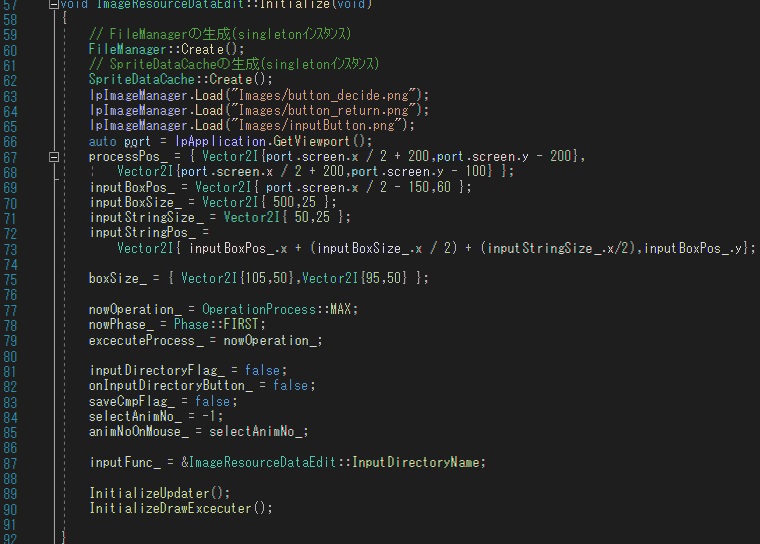 57 void ImageResourceDataEdit::Initialize(void)
58 {
59 // FileManagerの生成(singletonｲﾝｽﾀﾝｽ)
60 FileManager::Create();
61 // SpriteDataCacheの生成(singletonｲﾝｽﾀﾝｽ)
62 SpriteDataCache::Create();
63 lpImageManager.Load("Images/button_decide.png");
64 lpImageManager.Load("Images/button_return.png");
65 lpImageManager.Load("Images/inputButton.png");
66 auto port = lpApplication.GetViewport();
67 processPos_ = { Vector2I{port.screen.x / 2 + 200,port.screen.y - 200},
68 Vector2I{port.screen.x / 2 + 200,port.screen.y - 100} };
69 inputBoxPos_ = Vector2I{ port.screen.x / 2 - 150,60 };
70 inputBoxSize_ = Vector2I{ 500,25 };
71 inputStringSize_ = Vector2I{ 50,25 };
72 inputStringPos_ =
73 Vector2I{ inputBoxPos_.x + (inputBoxSize_.x / 2) + (inputStringSize_.x/2),inputBoxPos_.y};
74
75 boxSize_ = { Vector2I{105,50},Vector2I{95,50} };
76
77 nowOperation_ = OperationProcess::MAX;
78 nowPhase_ = Phase::FIRST;
79 excecuteProcess_ = nowOperation_;
80
81 inputDirectoryFlag_ = false;
82 onInputDirectoryButton_ = false;
83 saveCmpFlag_ = false;
84 selectAnimNo_ = -1;
85 animNoOnMouse_ = selectAnimNo_;
86
87 inputFunc_ = &ImageResourceDataEdit::InputDirectoryName;
88
89 InitializeUpdater();
90 InitializeDrawExcecuter();
91
92 }